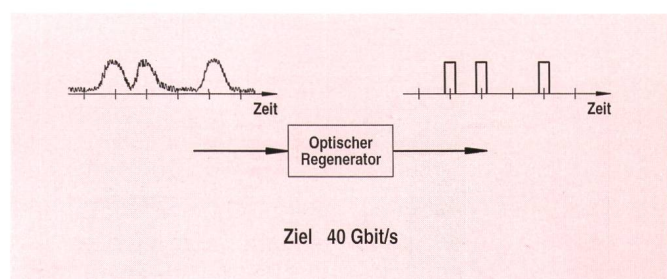 Zeit
Zeit
Optischer
Regenerator
Ziel 40 Gbit/s